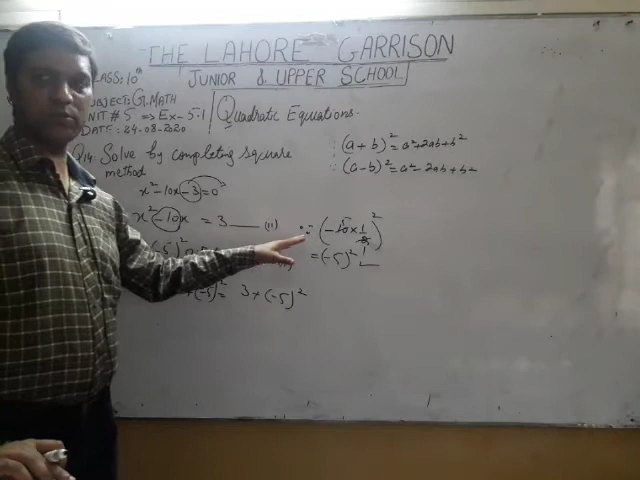 THE LAHORE GARRISON
JUNIOR & UPPER SCHOOL
CLASS: 10th
SUBJECT: G.MATH
UNIT # 5 => Ex-5.1
DATE: 24-08-2020
Quadratic Equations.
Q14. Solve by completing square
method
x²-10x-3=0
x²-10x = 3 — (ii)
∵ (a+b)²=a²+2ab+b²
∵ (a-b)²=a²-2ab+b²
(-10×1/2)²
=(-5)²
+(-5)²= 3+(-5)²